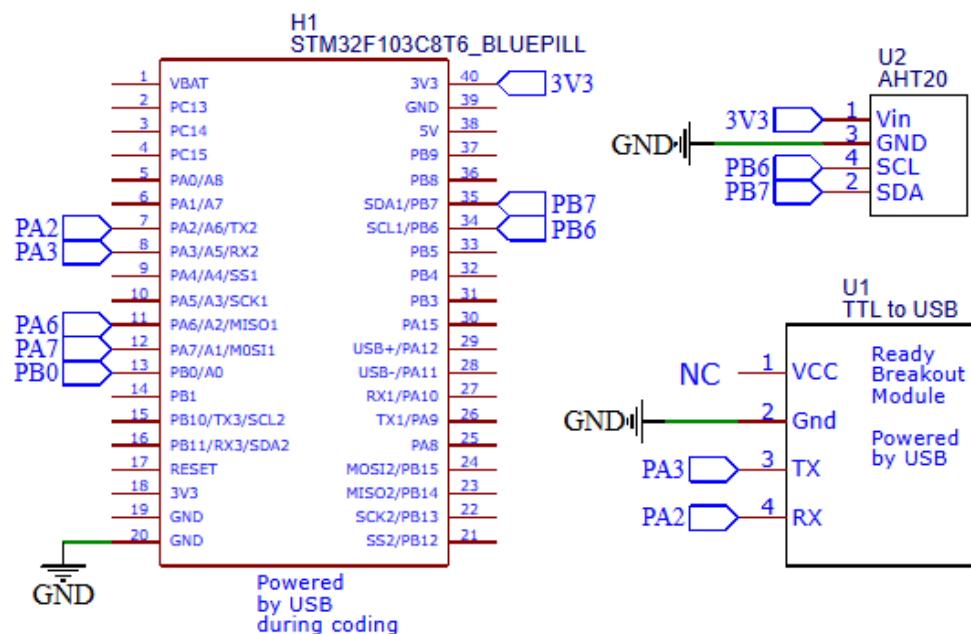 H1
STM32F103C8T6_BLUEPILL
1 VBAT 3V3 40 3V3
2 PC13 GND 39
3 PC14 5V 38
4 PC15 PB9 37
5 PA0/A8 PB8 36
6 PA1/A7 SDA1/PB7 35 PB7
PA2 7 PA2/A6/TX2 SCL1/PB6 34 PB6
PA3 8 PA3/A5/RX2 PB5 33
9 PA4/A4/SS1 PB4 32
10 PA5/A3/SCK1 PB3 31
PA6 11 PA6/A2/MISO1 PA15 30
PA7 12 PA7/A1/M0SI1 USB+/PA12 29
PB0 13 PB0/A0 USB-/PA11 28
14 PB1 RX1/PA10 27
15 PB10/TX3/SCL2 TX1/PA9 26
16 PB11/RX3/SDA2 PA8 25
17 RESET MOSI2/PB15 24
18 3V3 MISO2/PB14 23
19 GND SCK2/PB13 22
20 GND SS2/PB12 21
GND
Powered
by USB
during coding
U2
AHT20
3V3 1 Vin
GND 3 GND
PB6 4 SCL
PB7 2 SDA
U1
TTL to USB
NC 1 VCC
GND 2 Gnd
PA3 3 TX
PA2 4 RX
Ready
Breakout
Module
Powered
by USB